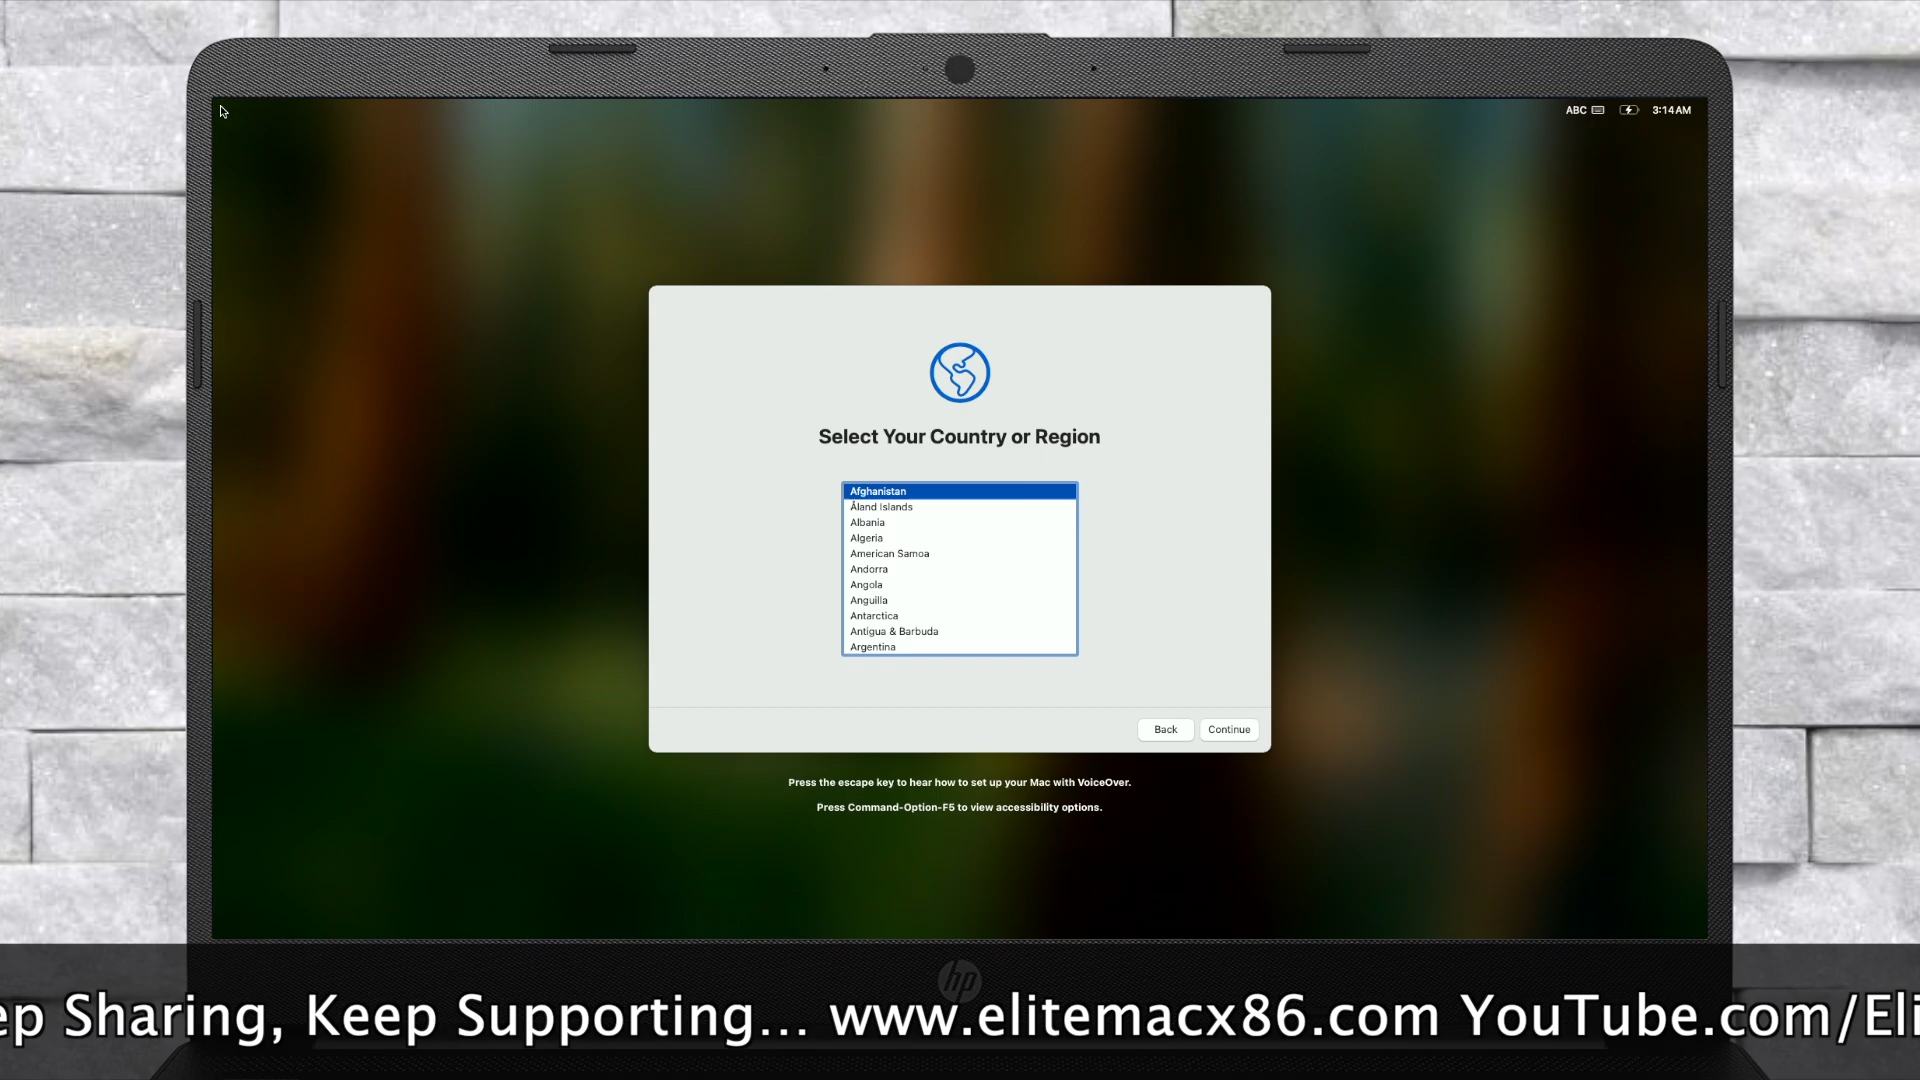 ABC 3:14AM
Select Your Country or Region
Afghanistan
Åland Islands
Albania
Algeria
American Samoa
Andorra
Angola
Anguilla
Antarctica
Antigua & Barbuda
Argentina
Back Continue
Press the escape key to hear how to set up your Mac with VoiceOver.
Press Command-Option-F5 to view accessibility options.
hp
ep Sharing, Keep Supporting... www.elitemacx86.com YouTube.com/Eli